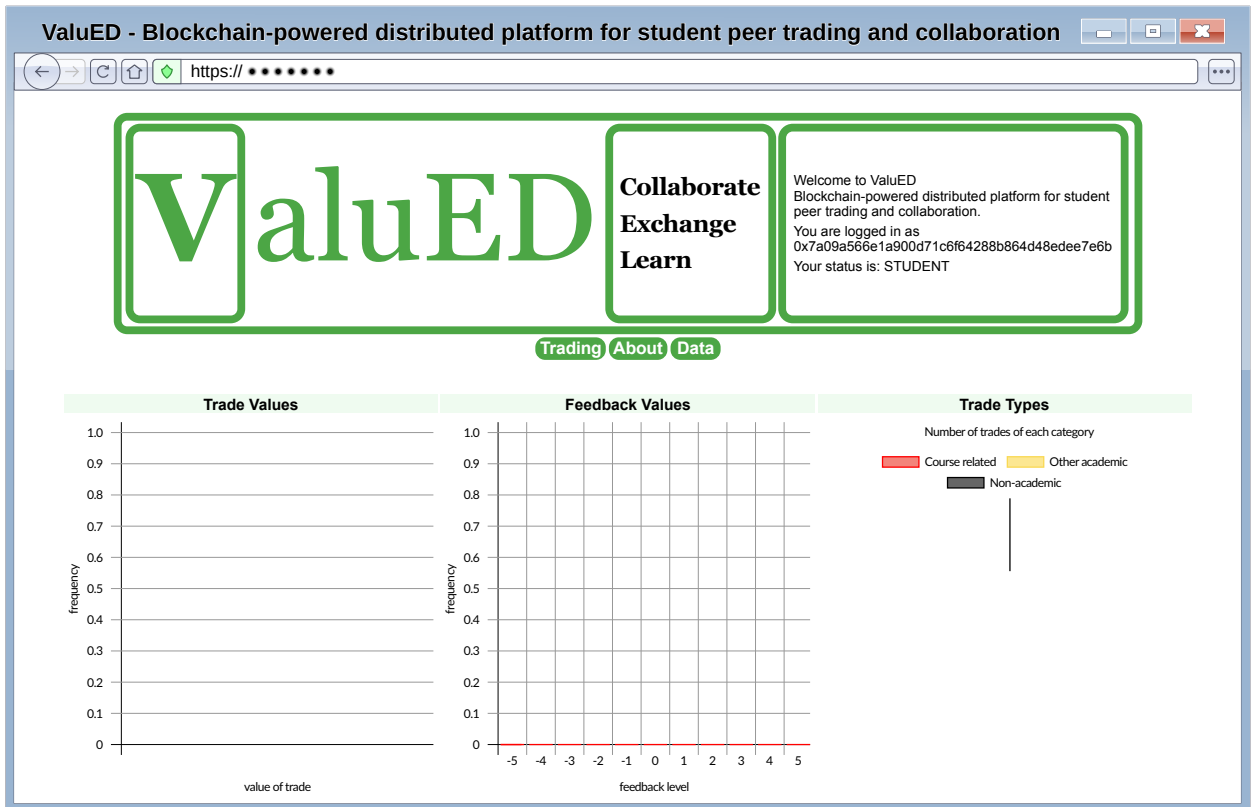 ValuED - Blockchain-powered distributed platform for student peer trading and collaboration
https:// •••••••
ValuED
Collaborate
Exchange
Learn
Welcome to ValuED
Blockchain-powered distributed platform for student
peer trading and collaboration.
You are logged in as
0x7a09a566e1a900d71c6f64288b864d48edee7e6b
Your status is: STUDENT
Trading About Data
Trade Values
1.0
0.9
0.8
0.7
0.6
0.5
0.4
0.3
0.2
0.1
0
frequency
value of trade
Feedback Values
1.0
0.9
0.8
0.7
0.6
0.5
0.4
0.3
0.2
0.1
0
frequency
-5 -4 -3 -2 -1 0 1 2 3 4 5
feedback level
Trade Types
Number of trades of each category
Course related Other academic
Non-academic